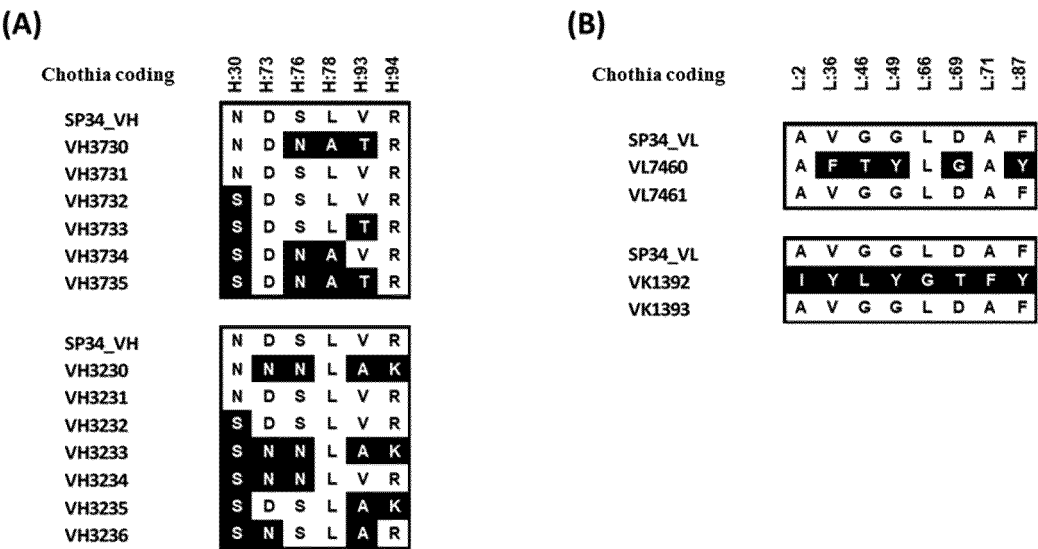 (A)
Chothia coding H:30 H:73 H:76 H:78 H:93 H:94
SP34_VH N D S L V R
VH3730 N D N A T R
VH3731 N D S L V R
VH3732 S D S L V R
VH3733 S D S L T R
VH3734 S D N A V R
VH3735 S D N A T R
SP34_VH N D S L V R
VH3230 N N N L A K
VH3231 N D S L V R
VH3232 S D S L V R
VH3233 S N N L A K
VH3234 S N N L V R
VH3235 S D S L A K
VH3236 S N S L A R
(B)
Chothia coding L:2 L:36 L:46 L:49 L:66 L:69 L:71 L:87
SP34_VL A V G G L D A F
VL7460 A F T Y L G A Y
VL7461 A V G G L D A F
SP34_VL A V G G L D A F
VK1392 I Y L Y G T F Y
VK1393 A V G G L D A F